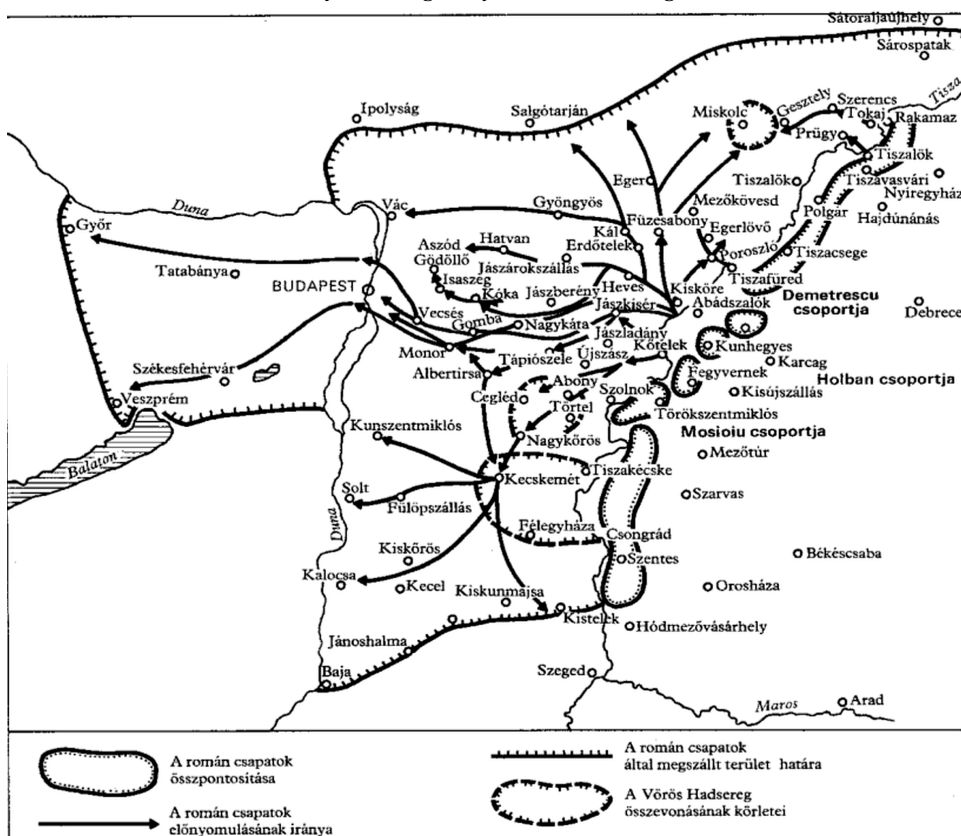 Sátoraljaújhely
Sárospatak
Tisza
Ipolyság
Salgótarján
Miskolc
Gesztely
Szerencs
Tokaj
Rakamaz
Prügy
Tiszalök
Tiszavasvári
Nyiregyház
Hajdúnánás
Eger
Tiszalök
Mezőkövesd
Polgár
Duna
Vác
Gyöngyös
Füzesabony
Kál
Egerlövő
Győr
Aszód
Hatvan
Erdőtelek
Poroszló
Tiszacsege
Gödöllő
Jászárokszállás
Tiszafüred
Tatabánya
Isaszeg
Heves
Kisköre
BUDAPEST
Kóka
Jászberény
Jászkisér
Abádszalók
Demetrescu
csoportja
Debrece
Vecsés
Gomba
Nagykáta
Jászladány
Monor
Kőtelek
Kunhegyes
Tápiószele
Újszász
Karcag
Székesfehérvár
Albertirsa
Abony
Fegyvernek
Holban csoportja
Veszprém
Cegléd
Szolnok
Kisújszállás
Törtel
Törökszentmiklós
Kunszentmiklós
Nagykőrös
Mosioiu csoportja
Mezőtúr
Balaton
Tiszakécske
Kecskemét
Solt
Fülöpszállás
Szarvas
Duna
Félegyháza
Csongrád
Kiskőrös
Szentes
Békéscsaba
Kalocsa
Kecel
Kiskunmajsa
Orosháza
Kistelek
Hódmezővásárhely
Jánoshalma
Baja
Szeged
Maros
Arad
A román csapatok
összpontosítása
A román csapatok
előnyomulásának iránya
A román csapatok
által megszállt terület határa
A Vörös Hadsereg
összevonásának körletei